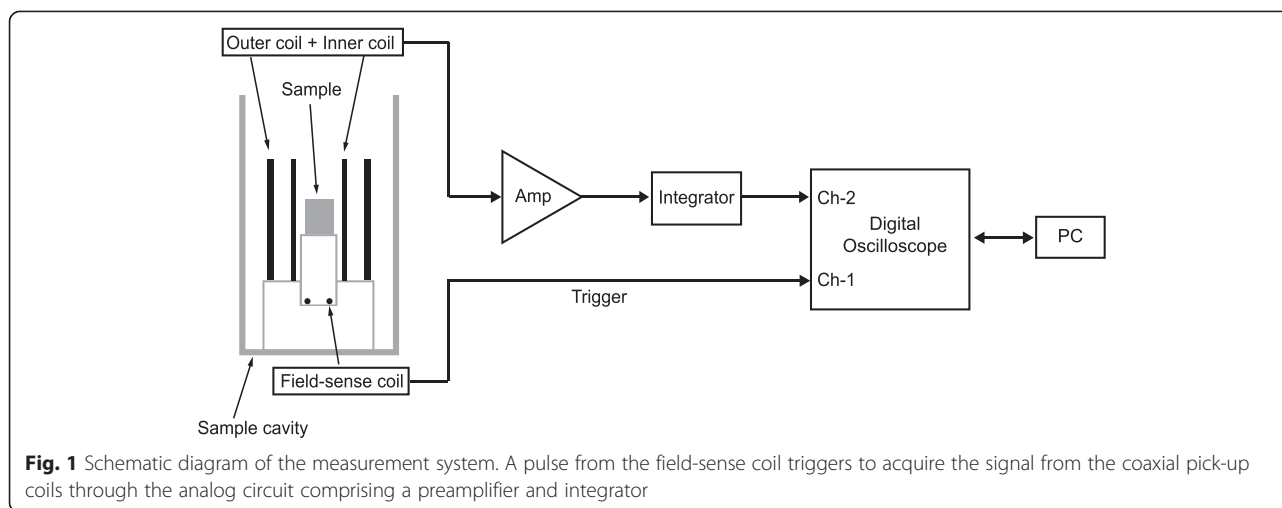 Outer coil + Inner coil
Sample
Amp
Integrator
Ch-2
Digital
Oscilloscope
PC
Ch-1
Trigger
Field-sense coil
Sample cavity
Fig. 1 Schematic diagram of the measurement system. A pulse from the field-sense coil triggers to acquire the signal from the coaxial pick-up
coils through the analog circuit comprising a preamplifier and integrator